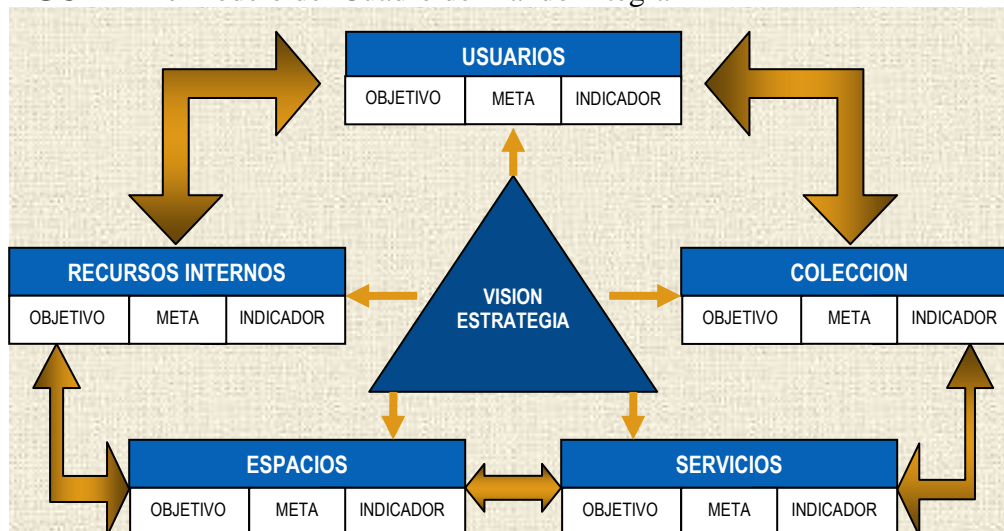 USUARIOS
OBJETIVO META INDICADOR
RECURSOS INTERNOS
OBJETIVO META INDICADOR
VISION
ESTRATEGIA
COLECCION
OBJETIVO META INDICADOR
ESPACIOS
OBJETIVO META INDICADOR
SERVICIOS
OBJETIVO META INDICADOR